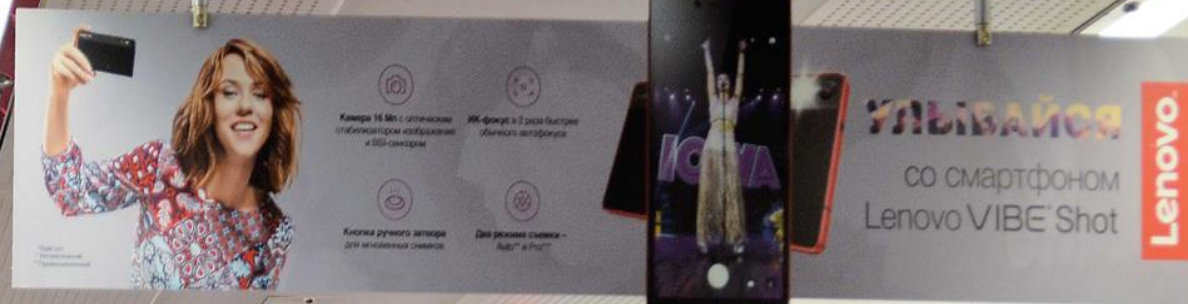 Камера 16 Мп с оптическим
стабилизатором изображения
и BSI-сенсором
ИК-фокус в 2 раза быстрее
обычного автофокуса
Кнопка ручного затвора
для мгновенных снимков
Два режима съемки –
Auto** и Pro***
IOWA
УЛЫБАЙСЯ
со смартфоном
Lenovo VIBE Shot
Lenovo